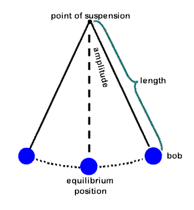 point of suspension
amplitude
length
bob
equilibrium
position